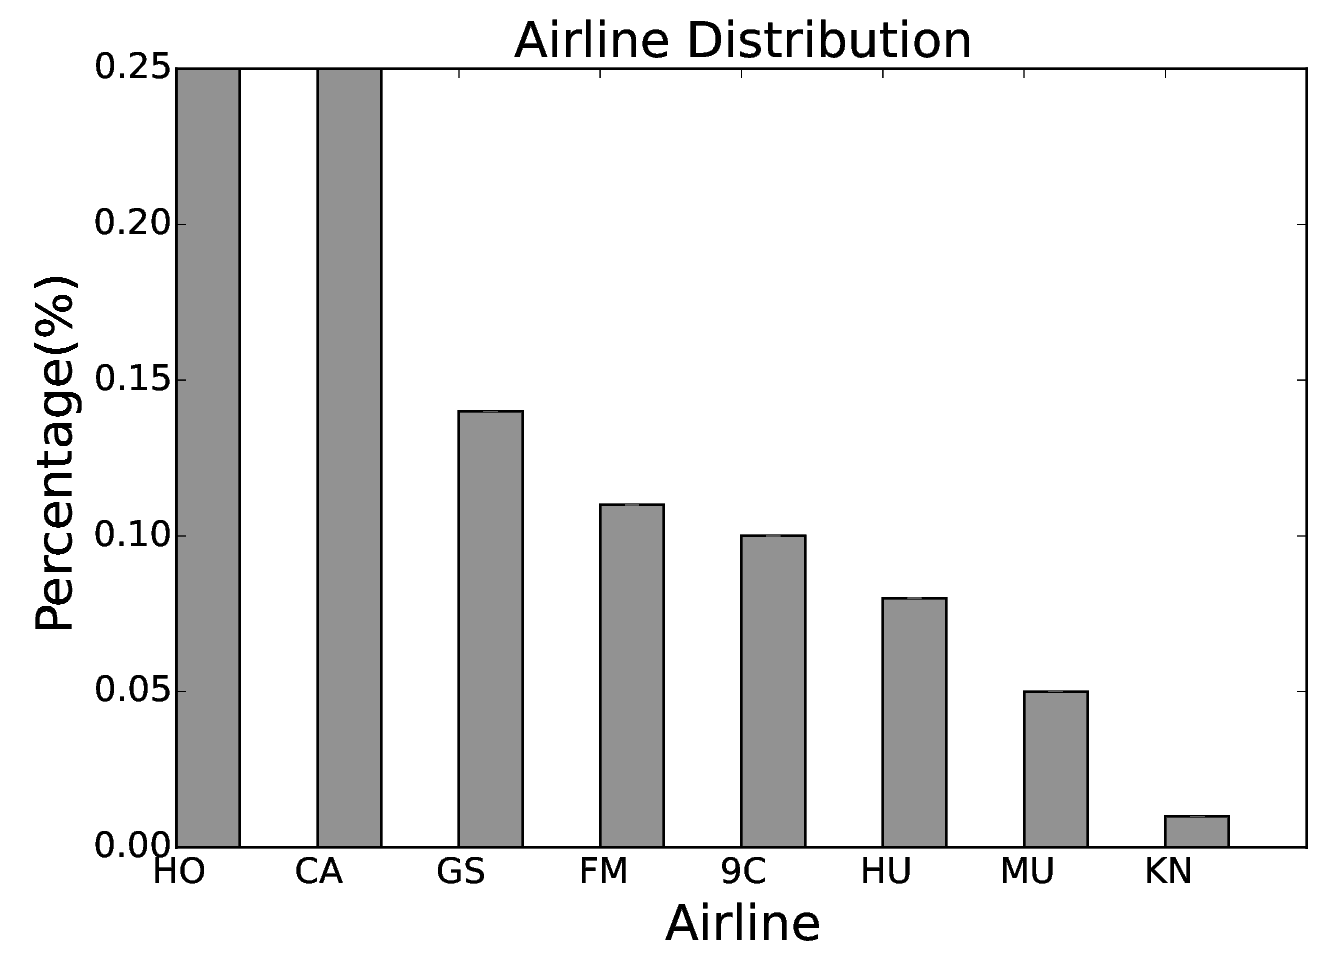 Airline Distribution
0.25
0.20
0.15
0.10
0.05
0.00
Percentage(%)
HO CA GS FM 9C HU MU KN
Airline